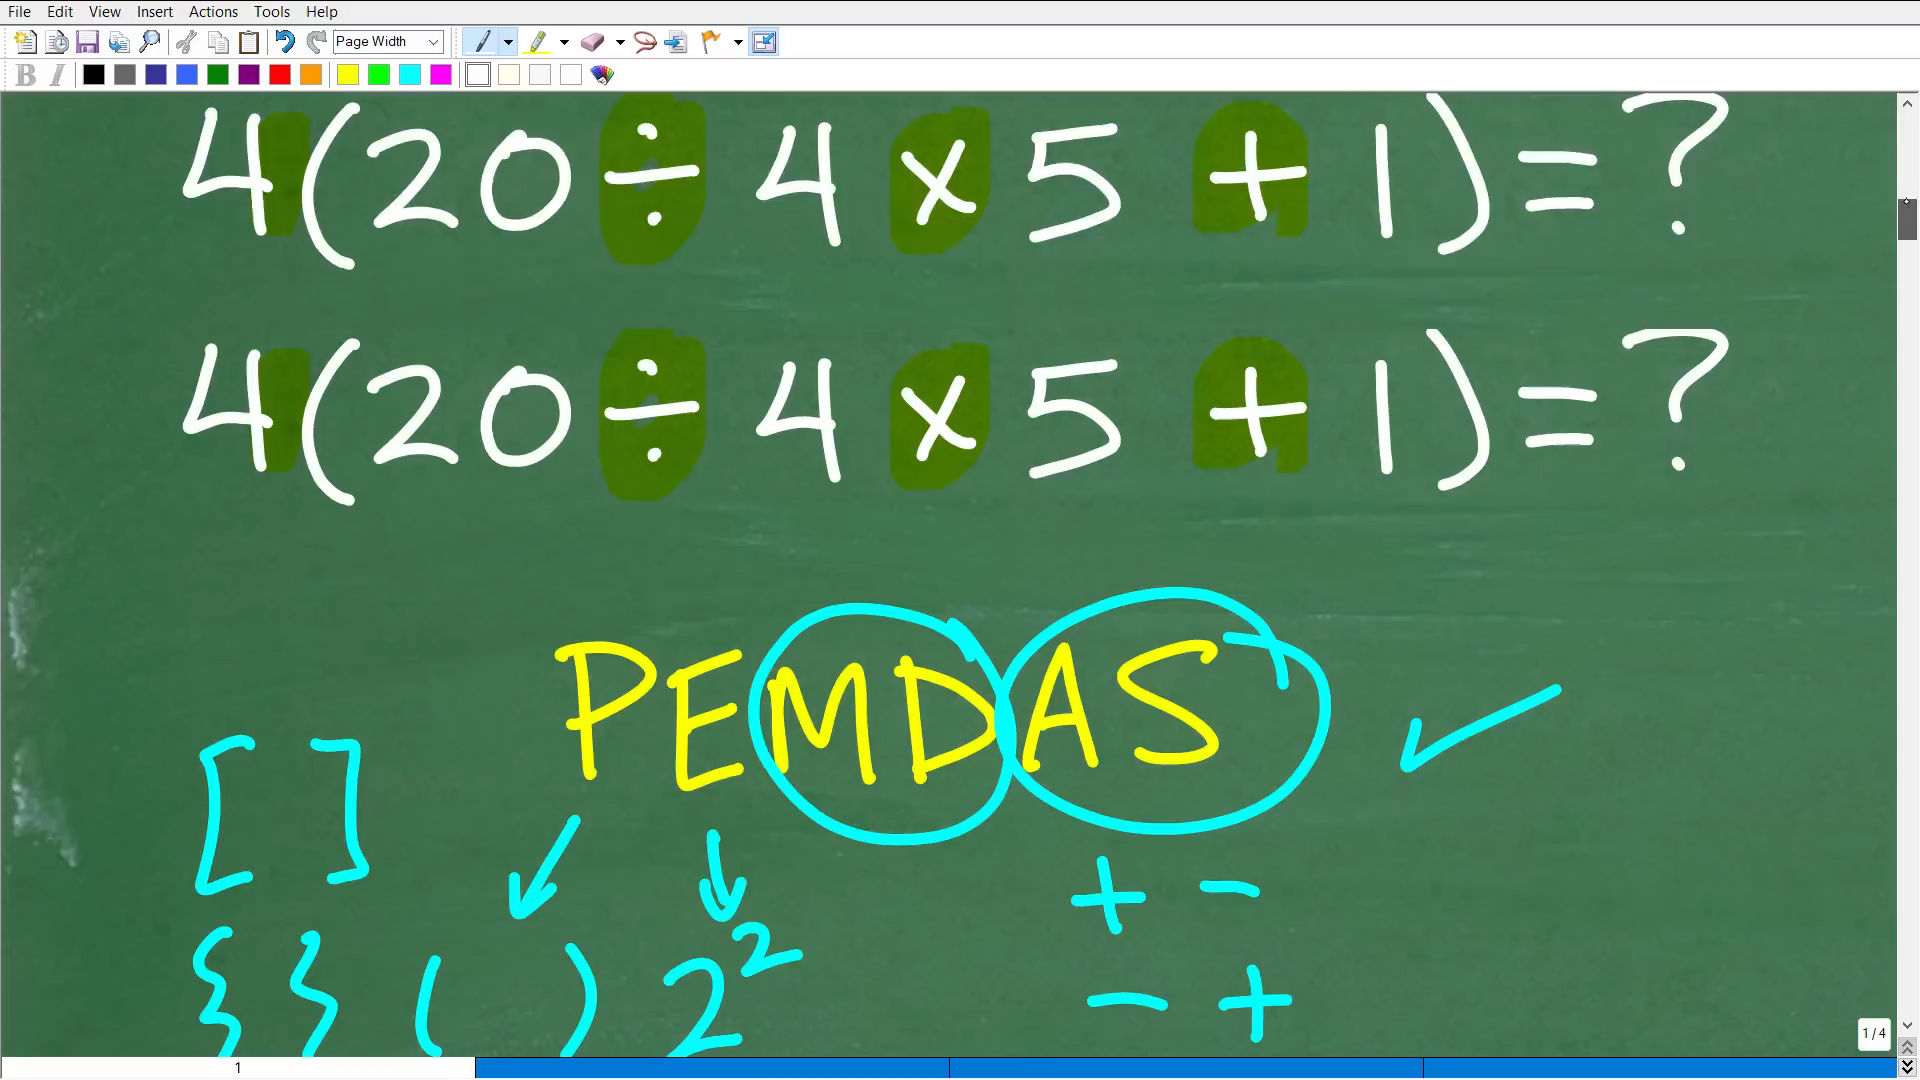 File Edit View Insert Actions Tools Help
Page Width
B I
4(20 ÷ 4 × 5 + 1) = ?
4(20 ÷ 4 × 5 + 1) = ?
PEMDAS
[ ]
+ -
{ } ( ) 2²
- +
1 / 4
1